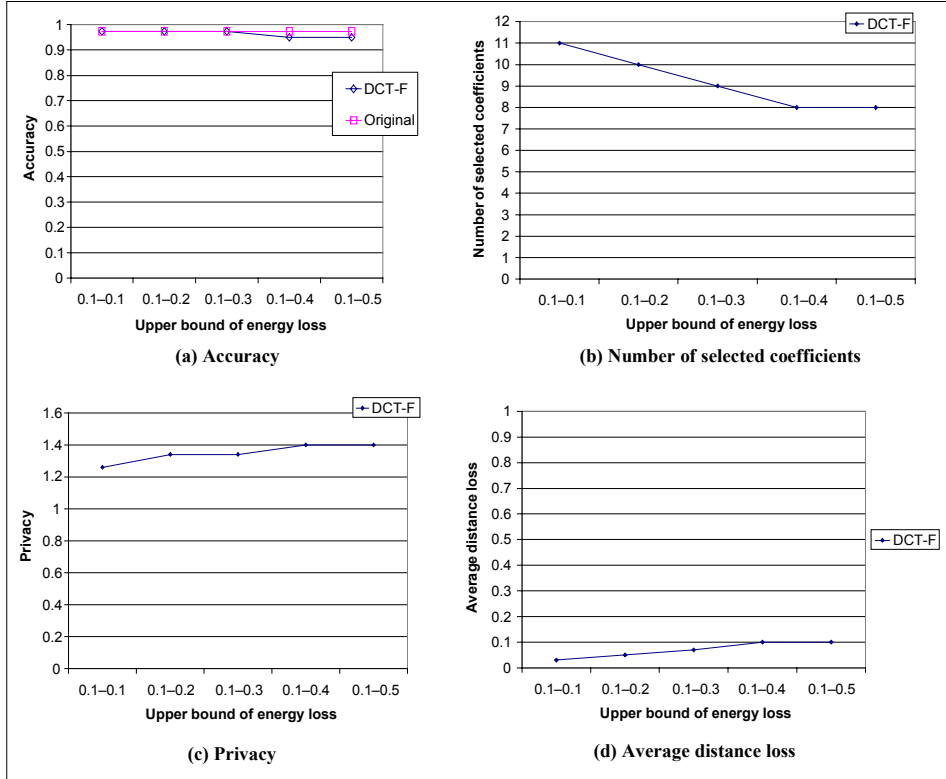 1
0.9
0.8
0.7
0.6
0.5
0.4
0.3
0.2
0.1
0
Accuracy
DCT-F
Original
0.1–0.1 0.1–0.2 0.1–0.3 0.1–0.4 0.1–0.5
Upper bound of energy loss
(a) Accuracy
12
11
10
9
8
7
6
5
4
3
2
1
0
Number of selected coefficients
DCT-F
0.1–0.1 0.1–0.2 0.1–0.3 0.1–0.4 0.1–0.5
Upper bound of energy loss
(b) Number of selected coefficients
1.6
1.4
1.2
1
0.8
0.6
0.4
0.2
0
Privacy
DCT-F
0.1–0.1 0.1–0.2 0.1–0.3 0.1–0.4 0.1–0.5
Upper bound of energy loss
(c) Privacy
1
0.9
0.8
0.7
0.6
0.5
0.4
0.3
0.2
0.1
0
Average distance loss
DCT-F
0.1–0.1 0.1–0.2 0.1–0.3 0.1–0.4 0.1–0.5
Upper bound of energy loss
(d) Average distance loss